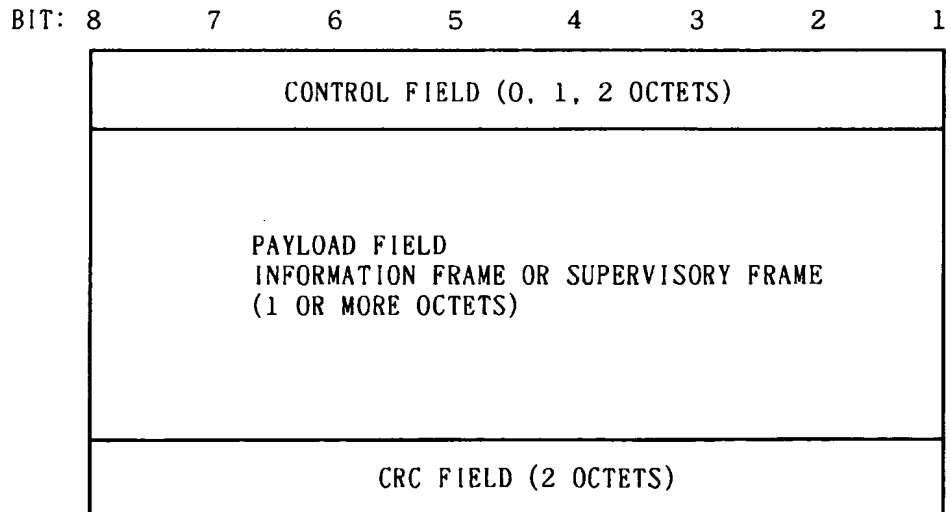 BIT: 8 7 6 5 4 3 2 1
CONTROL FIELD (0, 1, 2 OCTETS)
PAYLOAD FIELD
INFORMATION FRAME OR SUPERVISORY FRAME
(1 OR MORE OCTETS)
CRC FIELD (2 OCTETS)